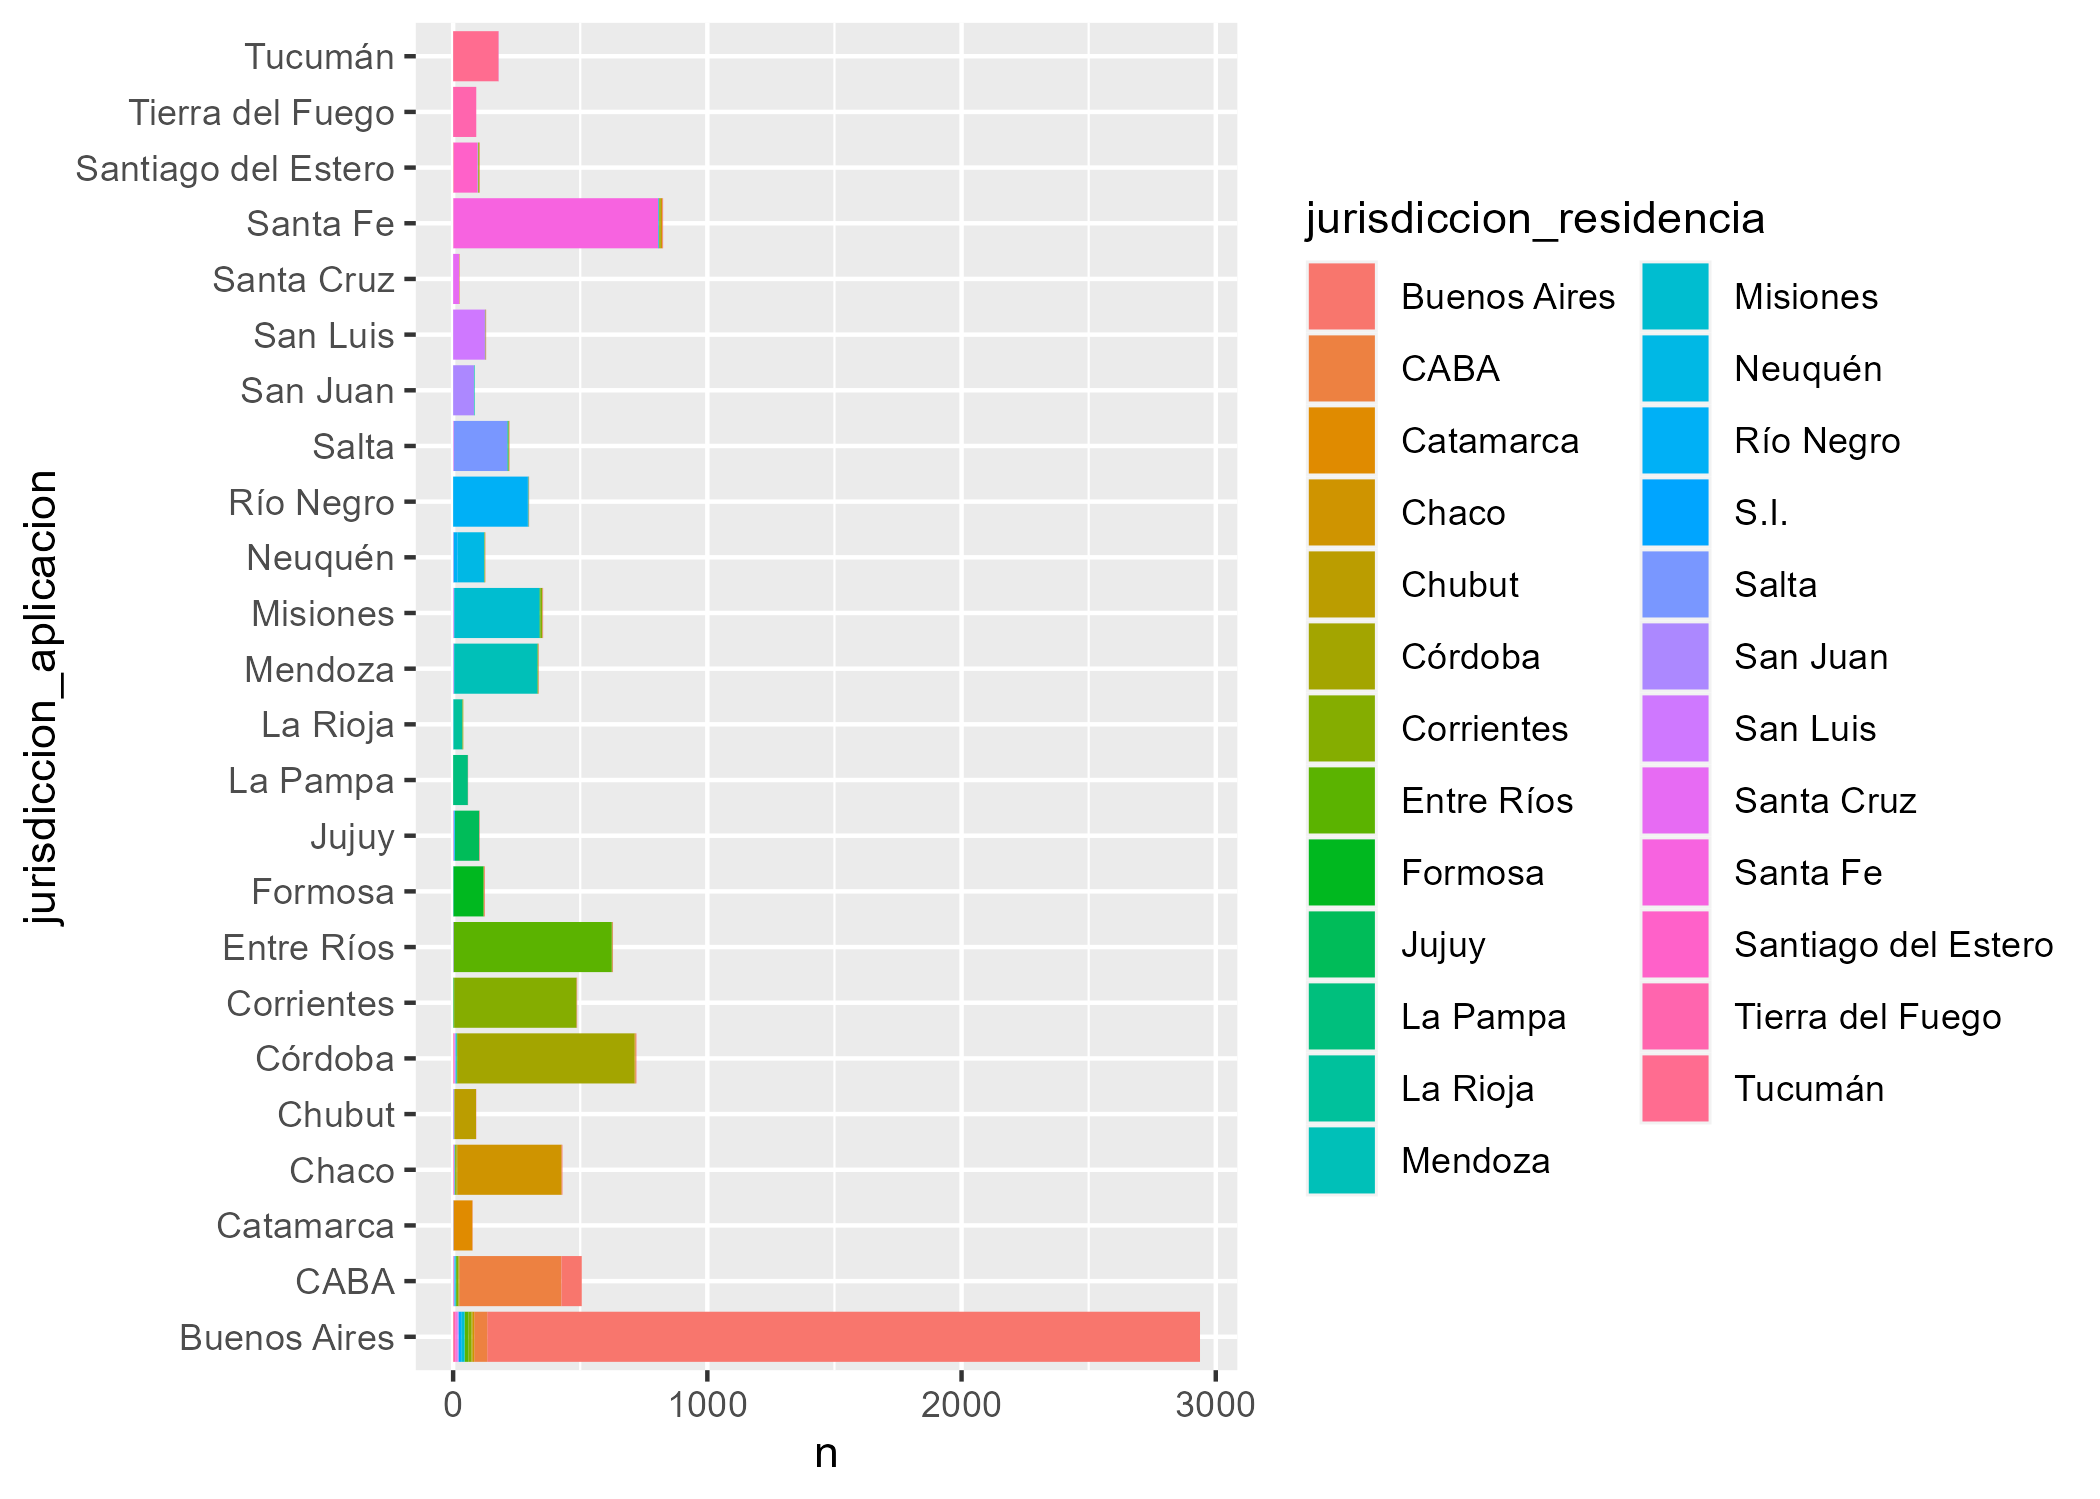 jurisdiccion_aplicacion
Tucumán
Tierra del Fuego
Santiago del Estero
Santa Fe
Santa Cruz
San Luis
San Juan
Salta
Río Negro
Neuquén
Misiones
Mendoza
La Rioja
La Pampa
Jujuy
Formosa
Entre Ríos
Corrientes
Córdoba
Chubut
Chaco
Catamarca
CABA
Buenos Aires
0 1000 2000 3000
n
jurisdiccion_residencia
Buenos Aires
CABA
Catamarca
Chaco
Chubut
Córdoba
Corrientes
Entre Ríos
Formosa
Jujuy
La Pampa
La Rioja
Mendoza
Misiones
Neuquén
Río Negro
S.I.
Salta
San Juan
San Luis
Santa Cruz
Santa Fe
Santiago del Estero
Tierra del Fuego
Tucumán